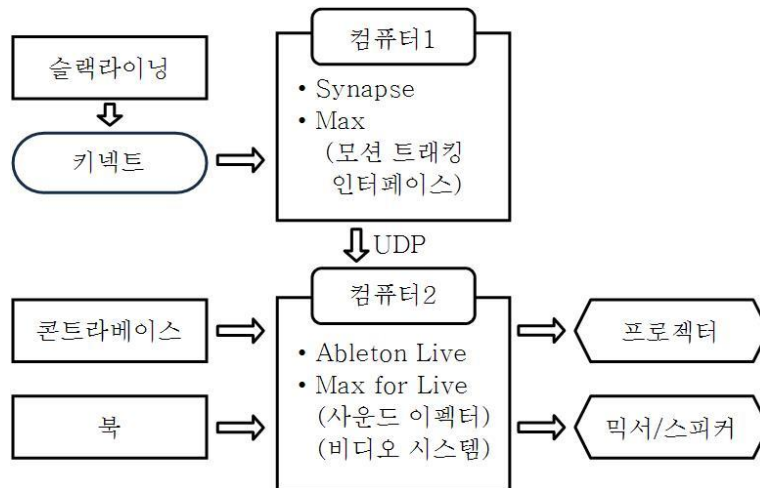 슬랙라이닝
키넥트
컴퓨터1
• Synapse
• Max
(모션 트래킹
인터페이스)
UDP
컴퓨터2
콘트라베이스
북
• Ableton Live
• Max for Live
(사운드 이펙터)
(비디오 시스템)
프로젝터
믹서/스피커